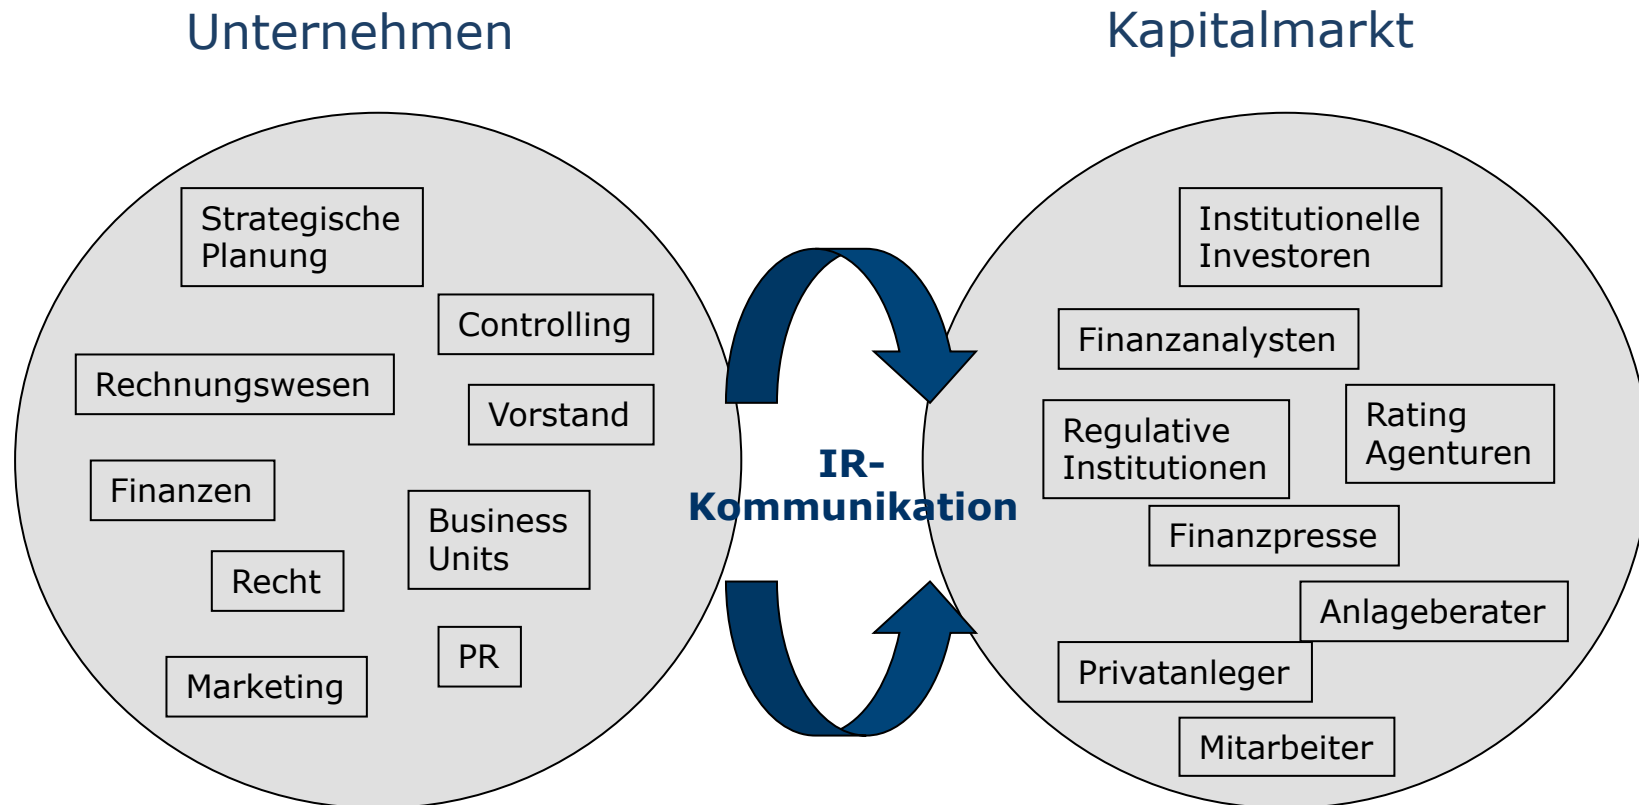 Unternehmen
Kapitalmarkt
Strategische
Planung
Controlling
Rechnungswesen
Vorstand
Finanzen
Business
Units
Recht
PR
Marketing
IR-
Kommunikation
Institutionelle
Investoren
Finanzanalysten
Rating
Agenturen
Regulative
Institutionen
Finanzpresse
Anlageberater
Privatanleger
Mitarbeiter